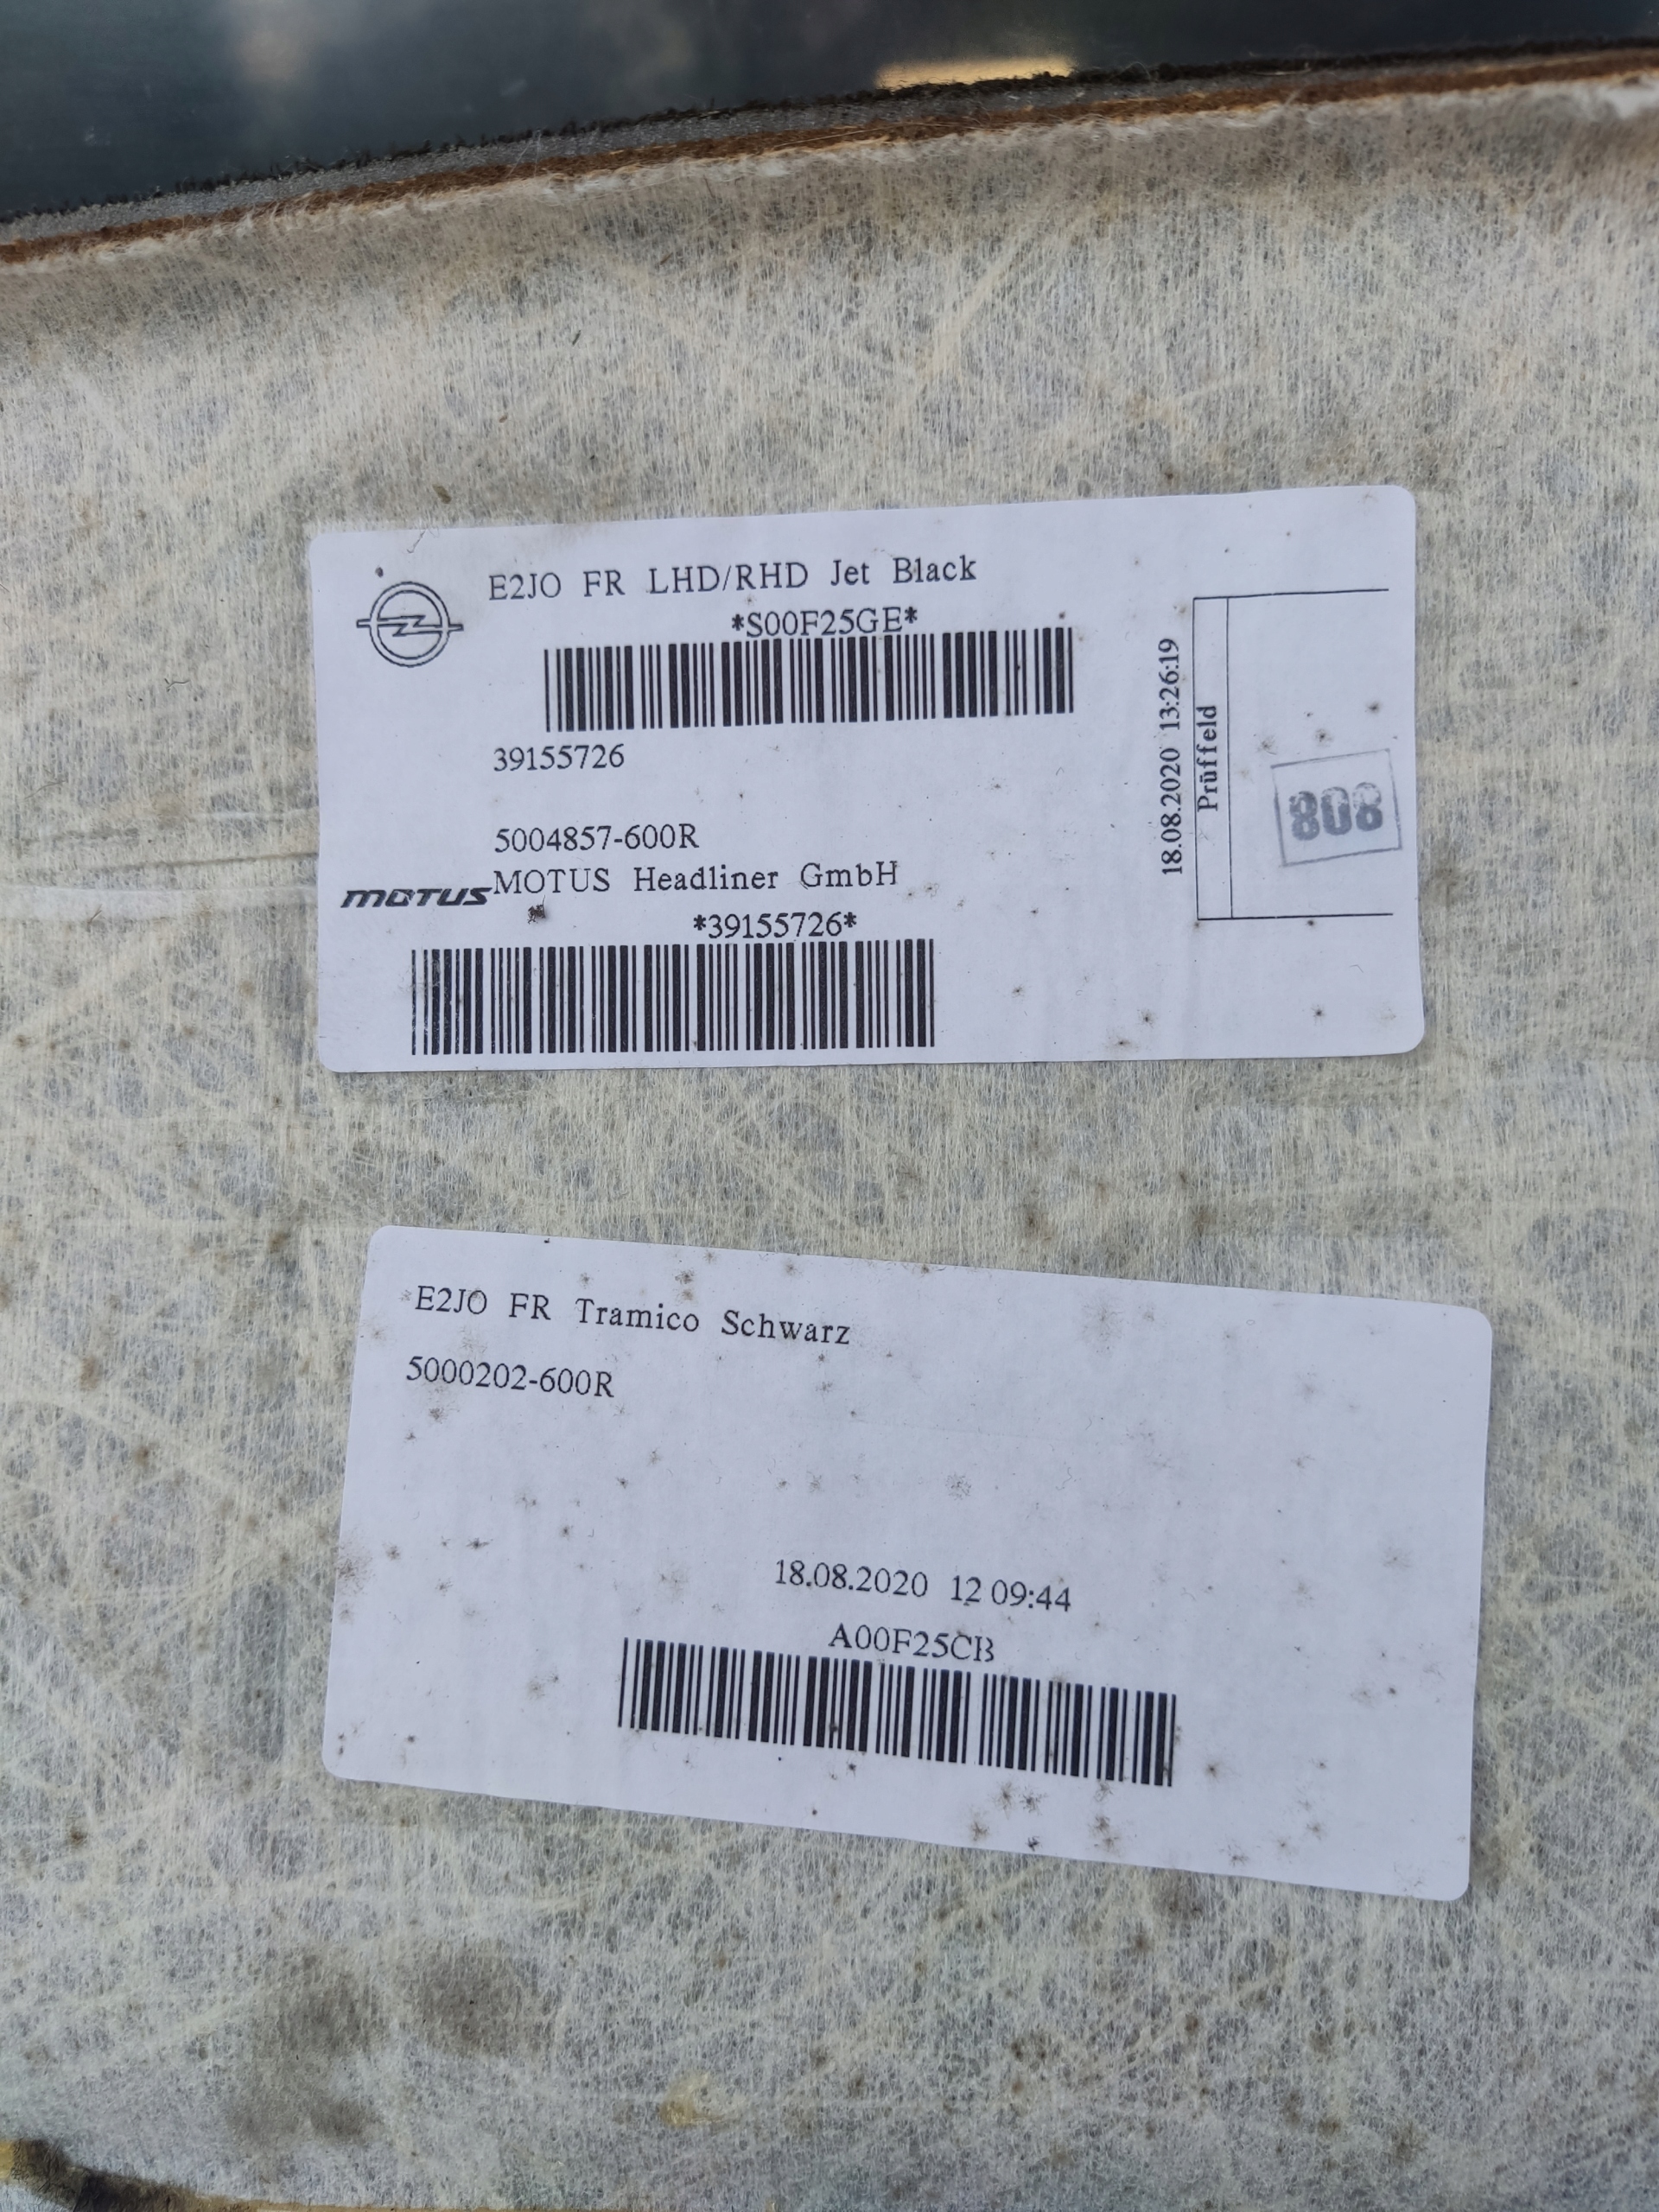 E2JO FR LHD/RHD Jet Black
*S00F25GE*
39155726
5004857-600R
MOTUS MOTUS Headliner GmbH
*39155726*
18.08.2020 13:26:19
Prüffeld
808
E2JO FR Tramico Schwarz
5000202-600R
18.08.2020 12 09:44
A00F25CB